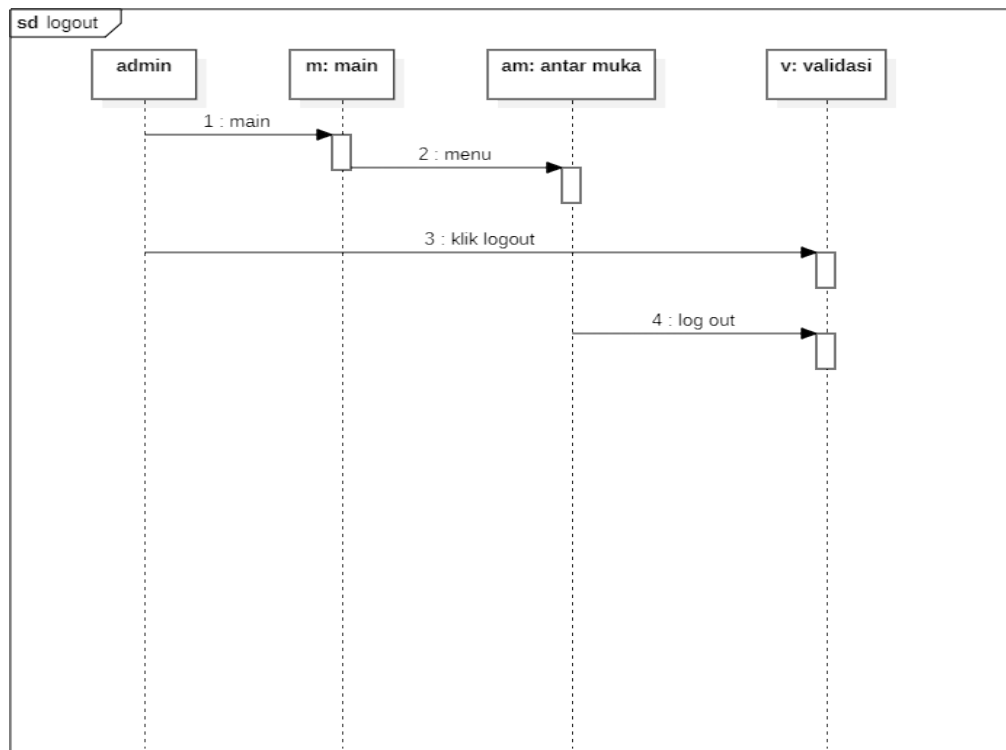 sd logout
admin
m: main
am: antar muka
v: validasi
1 : main
2 : menu
3 : klik logout
4 : log out